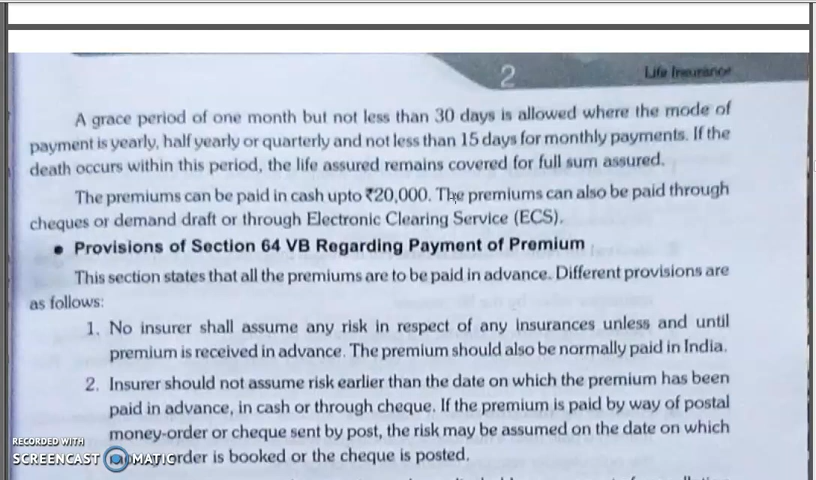 2
Life Insurance
A grace period of one month but not less than 30 days is allowed where the mode of
payment is yearly, half yearly or quarterly and not less than 15 days for monthly payments. If the
death occurs within this period, the life assured remains covered for full sum assured.
The premiums can be paid in cash upto ₹20,000. The premiums can also be paid through
cheques or demand draft or through Electronic Clearing Service (ECS).
• Provisions of Section 64 VB Regarding Payment of Premium
This section states that all the premiums are to be paid in advance. Different provisions are
as follows:
1. No insurer shall assume any risk in respect of any insurances unless and until
premium is received in advance. The premium should also be normally paid in India.
2. Insurer should not assume risk earlier than the date on which the premium has been
paid in advance, in cash or through cheque. If the premium is paid by way of postal
money-order or cheque sent by post, the risk may be assumed on the date on which
order is booked or the cheque is posted.
RECORDED WITH
SCREENCAST MATIC